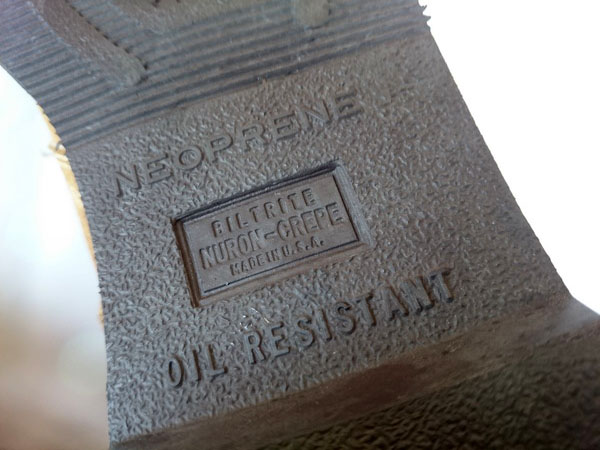 NEOPRENE
BILTRITE
NURON-CREPE
MADE IN U.S.A.
OIL RESISTANT